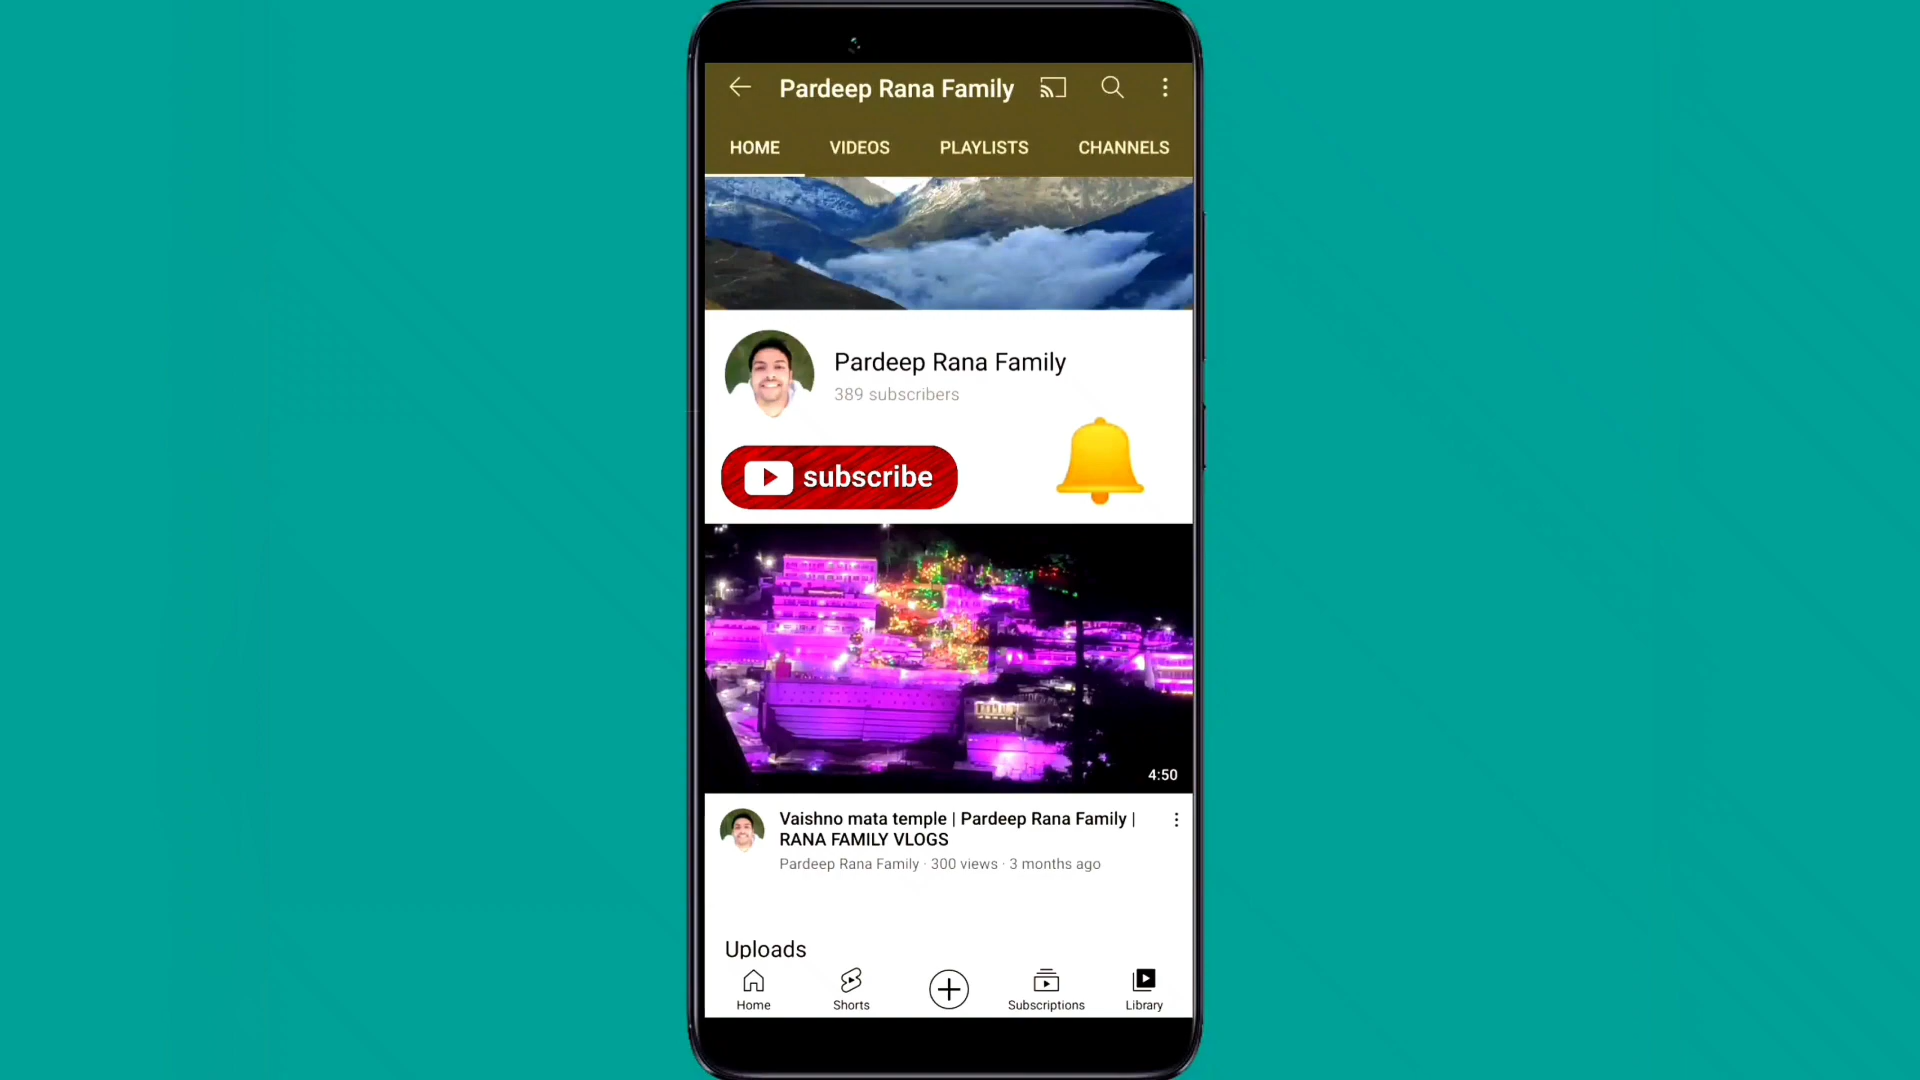 Pardeep Rana Family
HOME VIDEOS PLAYLISTS CHANNELS
Pardeep Rana Family
389 subscribers
subscribe
4:50
Vaishno mata temple | Pardeep Rana Family |
RANA FAMILY VLOGS
Pardeep Rana Family · 300 views · 3 months ago
Uploads
Home Shorts Subscriptions Library